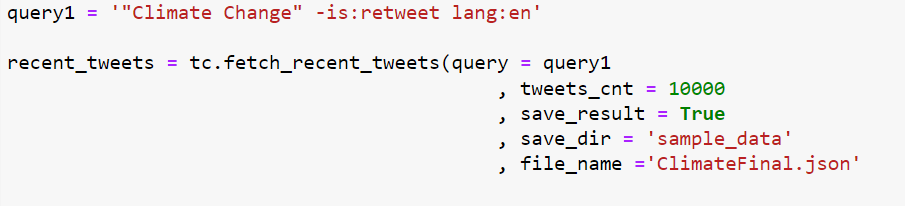 query1 = '"Climate Change" -is:retweet lang:en'
recent_tweets = tc.fetch_recent_tweets(query = query1
, tweets_cnt = 10000
, save_result = True
, save_dir = 'sample_data'
, file_name ='ClimateFinal.json'